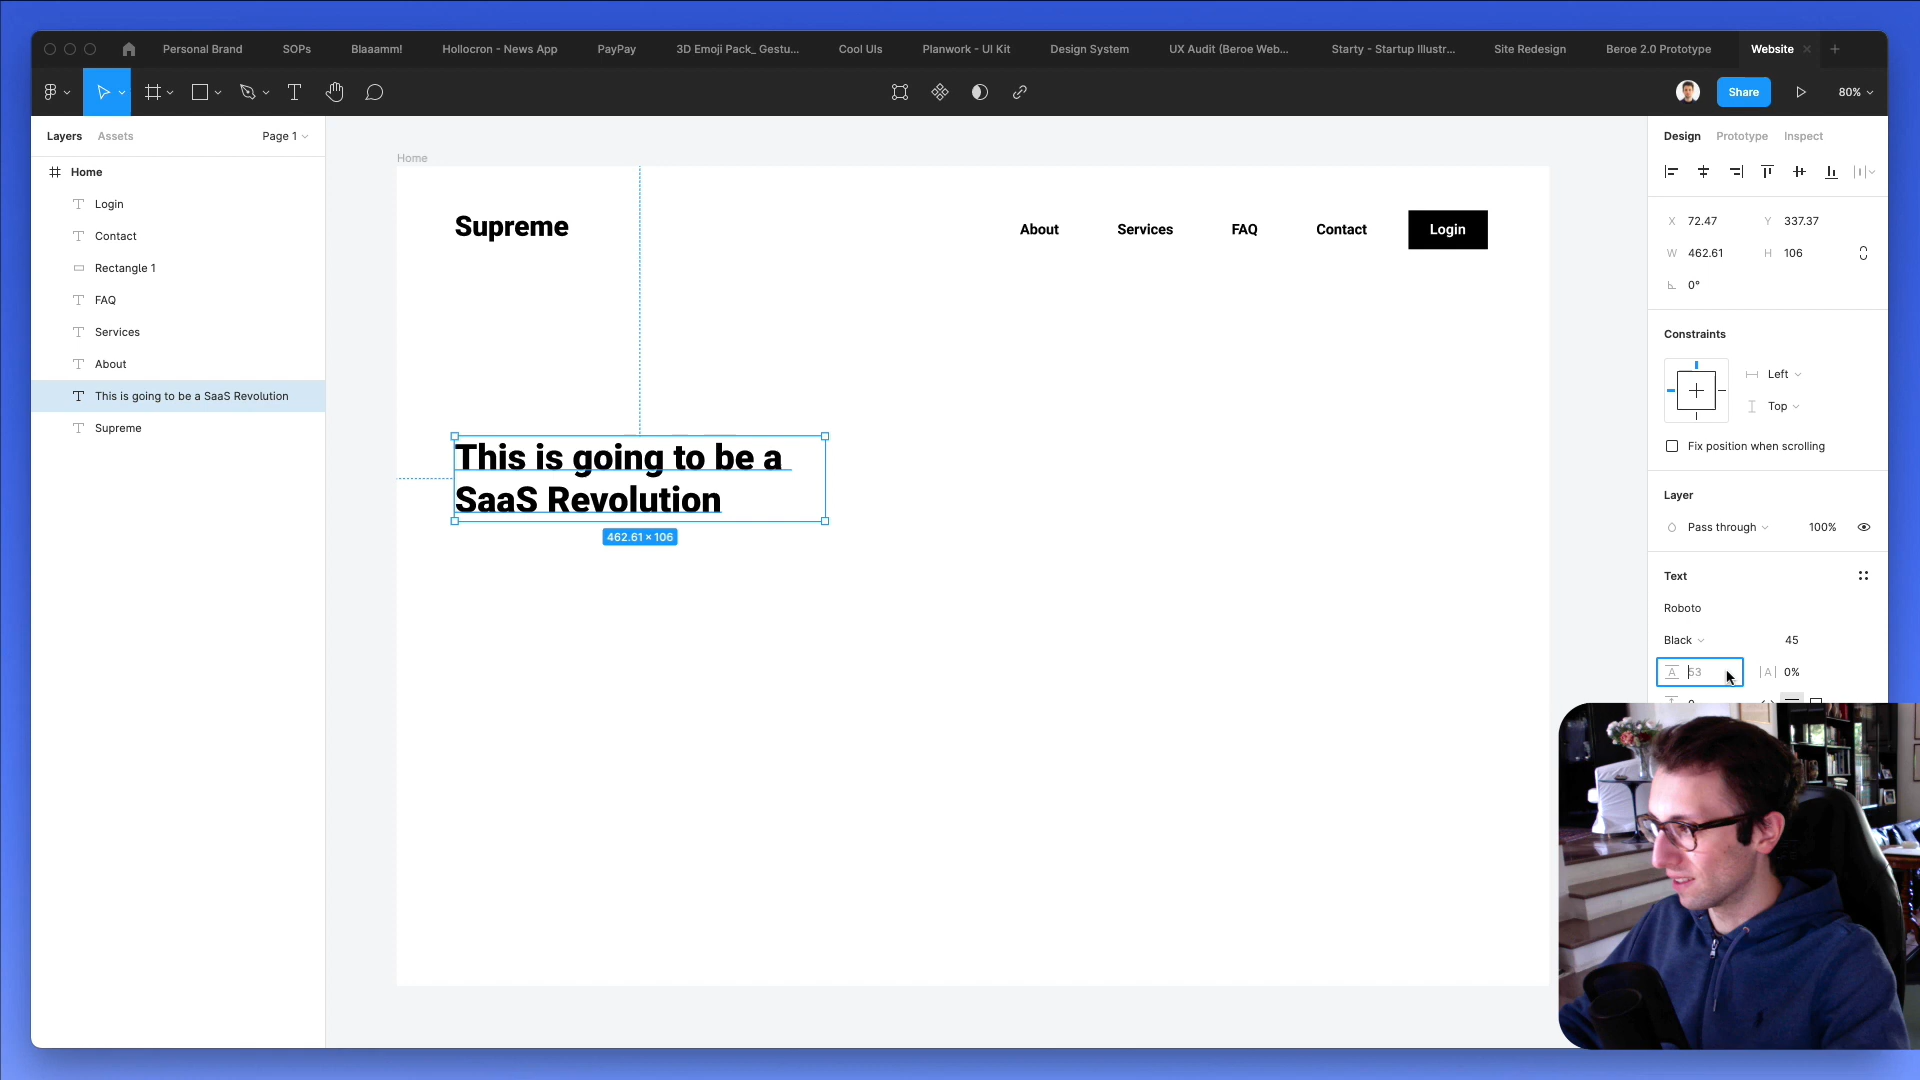 Personal Brand
SOPs
Blaaamm!
Hollocron - News App
PayPay
3D Emoji Pack_ Gestu...
Cool UIs
Planwork - UI Kit
Design System
UX Audit (Beroe Web...
Starty - Startup Illustr...
Site Redesign
Beroe 2.0 Prototype
Website
Share
80%
Layers
Assets
Page 1
Home
Login
Contact
Rectangle 1
FAQ
Services
About
This is going to be a SaaS Revolution
Supreme
Home
Supreme
About
Services
FAQ
Contact
Login
This is going to be a
SaaS Revolution
462.61 × 106
Design
Prototype
Inspect
X 72.47
Y 337.37
W 462.61
H 106
0°
Constraints
Left
Top
Fix position when scrolling
Layer
Pass through
100%
Text
Roboto
Black
45
A 53
|A| 0%